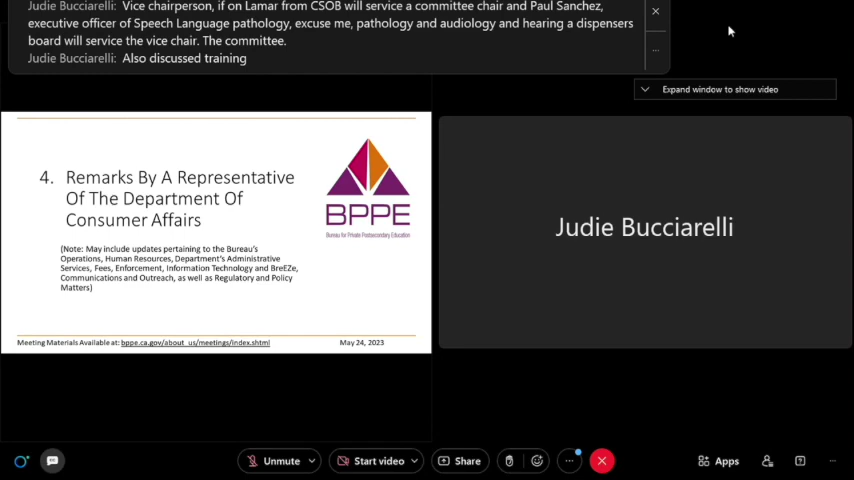 Judie Bucciarelli: Vice chairperson, if on Lamar from CSOB will service a committee chair and Paul Sanchez,
executive officer of Speech Language pathology, excuse me, pathology and audiology and hearing a dispensers
board will service the vice chair. The committee.
Judie Bucciarelli: Also discussed training
Expand window to show video
4. Remarks By A Representative
Of The Department Of
Consumer Affairs
(Note: May include updates pertaining to the Bureau's
Operations, Human Resources, Department's Administrative
Services, Fees, Enforcement, Information Technology and BreEZe,
Communications and Outreach, as well as Regulatory and Policy
Matters)
BPPE
Bureau for Private Postsecondary Education
Meeting Materials Available at: bppe.ca.gov/about_us/meetings/index.shtml
May 24, 2023
Judie Bucciarelli
Unmute
Start video
Share
Apps